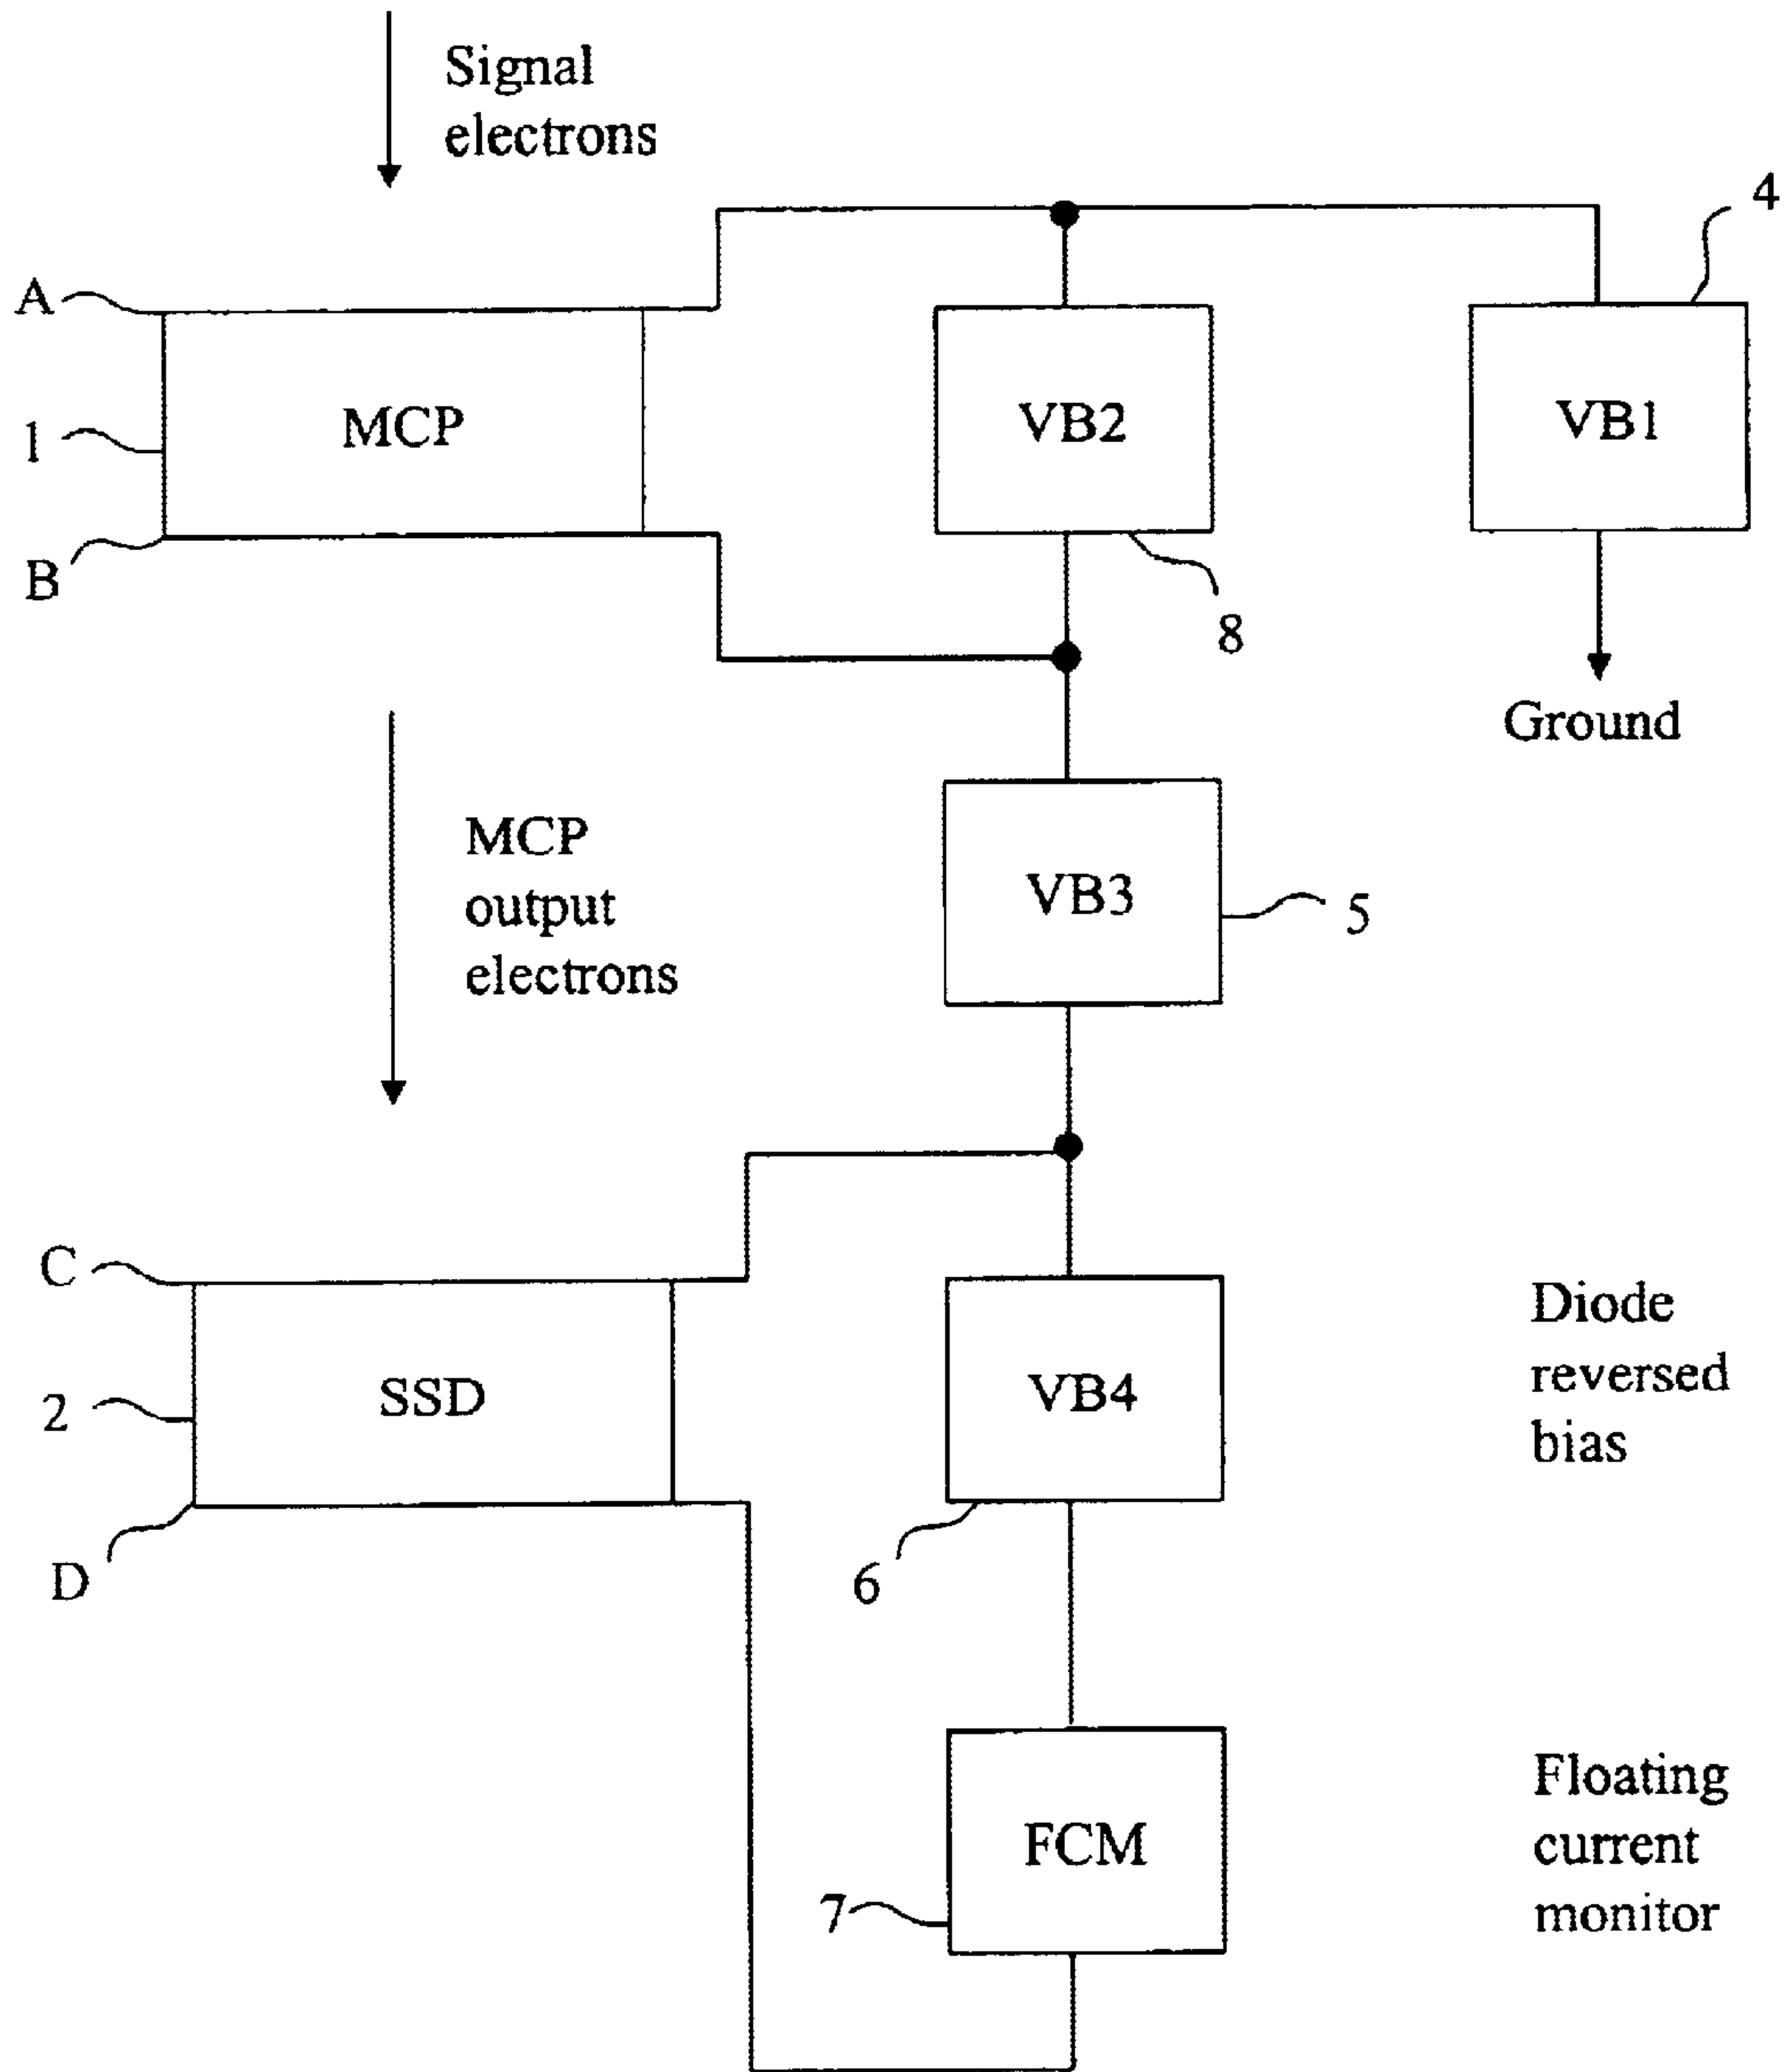 Signal
electrons
4
A
MCP
VB2
VB1
1
B
8
Ground
MCP
output
electrons
VB3
5
C
SSD
VB4
Diode
reversed
bias
2
D
6
FCM
Floating
current
monitor
7